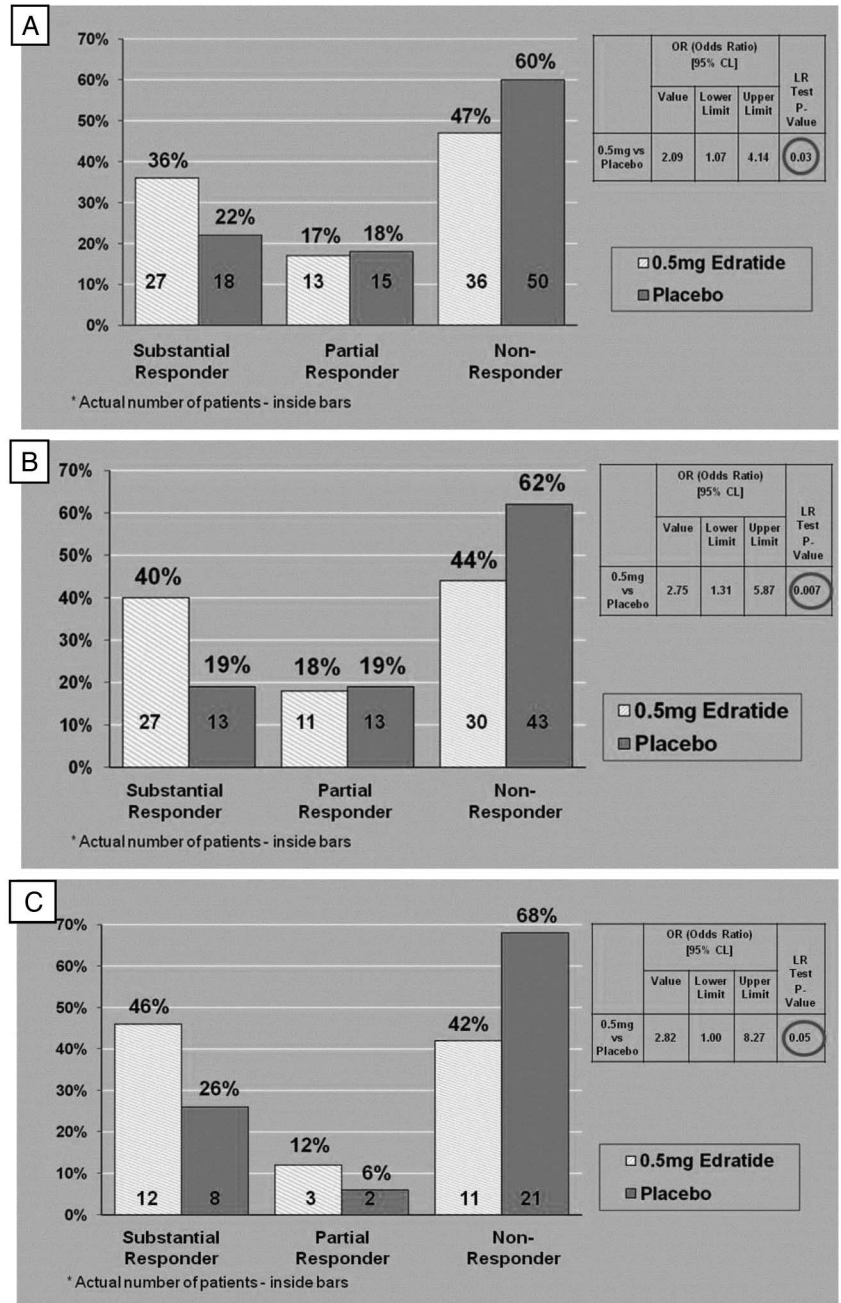 A
70%
60%
50%
40%
30%
20%
10%
0%
36%
22%
17%
18%
47%
60%
27
18
13
15
36
50
Substantial Responder
Partial Responder
Non-Responder
* Actual number of patients - inside bars
OR (Odds Ratio)
[95% CL]
LR Test P-Value
Value
Lower Limit
Upper Limit
0.5mg vs Placebo
2.09
1.07
4.14
0.03
0.5mg Edratide
Placebo
B
70%
60%
50%
40%
30%
20%
10%
0%
40%
19%
18%
19%
44%
62%
27
13
11
13
30
43
Substantial Responder
Partial Responder
Non-Responder
* Actual number of patients - inside bars
OR (Odds Ratio)
[95% CL]
LR Test P-Value
Value
Lower Limit
Upper Limit
0.5mg vs Placebo
2.75
1.31
5.87
0.007
0.5mg Edratide
Placebo
C
70%
60%
50%
40%
30%
20%
10%
0%
46%
26%
12%
6%
42%
68%
12
8
3
2
11
21
Substantial Responder
Partial Responder
Non-Responder
* Actual number of patients - inside bars
OR (Odds Ratio)
[95% CL]
LR Test P-Value
Value
Lower Limit
Upper Limit
0.5mg vs Placebo
2.82
1.00
8.27
0.05
0.5mg Edratide
Placebo